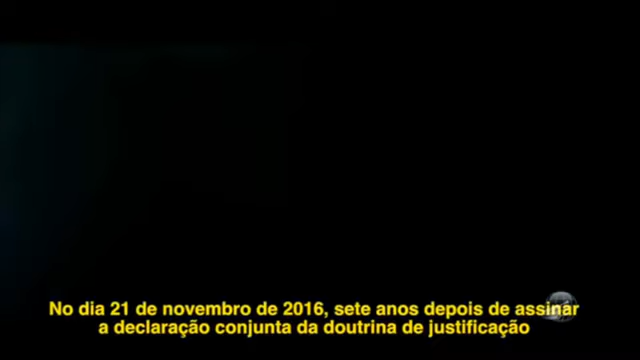 No dia 21 de novembro de 2016, sete anos depois de assinar
a declaração conjunta da doutrina de justificação